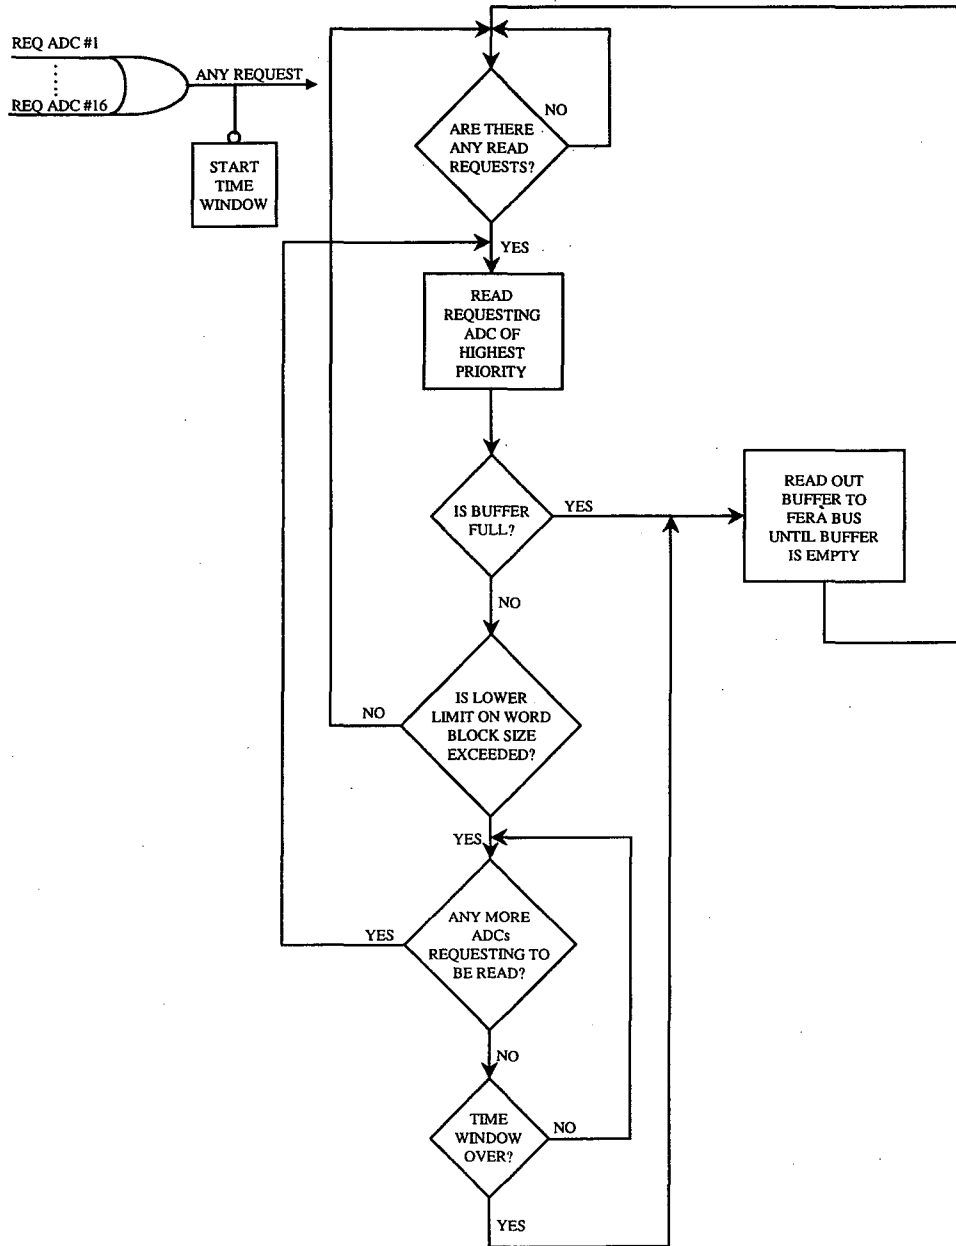 REQ ADC #1
REQ ADC #16
ANY REQUEST
START
TIME
WINDOW
ARE THERE
ANY READ
REQUESTS?
NO
YES
READ
REQUESTING
ADC OF
HIGHEST
PRIORITY
IS BUFFER
FULL?
YES
NO
READ OUT
BUFFER TO
FERA BUS
UNTIL BUFFER
IS EMPTY
IS LOWER
LIMIT ON WORD
BLOCK SIZE
EXCEEDED?
NO
YES
ANY MORE
ADCs
REQUESTING TO
BE READ?
YES
NO
TIME
WINDOW
OVER?
NO
YES